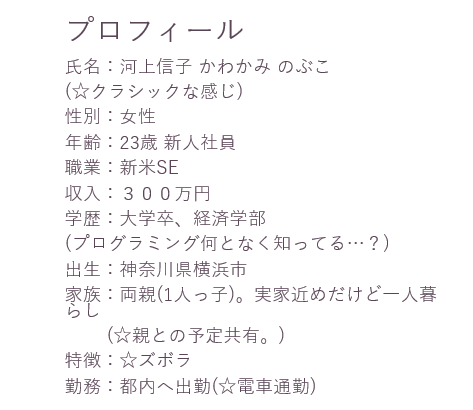 プロフィール
氏名：河上信子 かわかみ のぶこ
(☆クラシックな感じ)
性別：女性
年齢：23歳 新人社員
職業：新米SE
収入：３００万円
学歴：大学卒、経済学部
(プログラミング何となく知ってる…？)
出生：神奈川県横浜市
家族：両親(1人っ子)。実家近めだけど一人暮
らし
(☆親との予定共有。)
特徴：☆ズボラ
勤務：都内へ出勤(☆電車通勤)